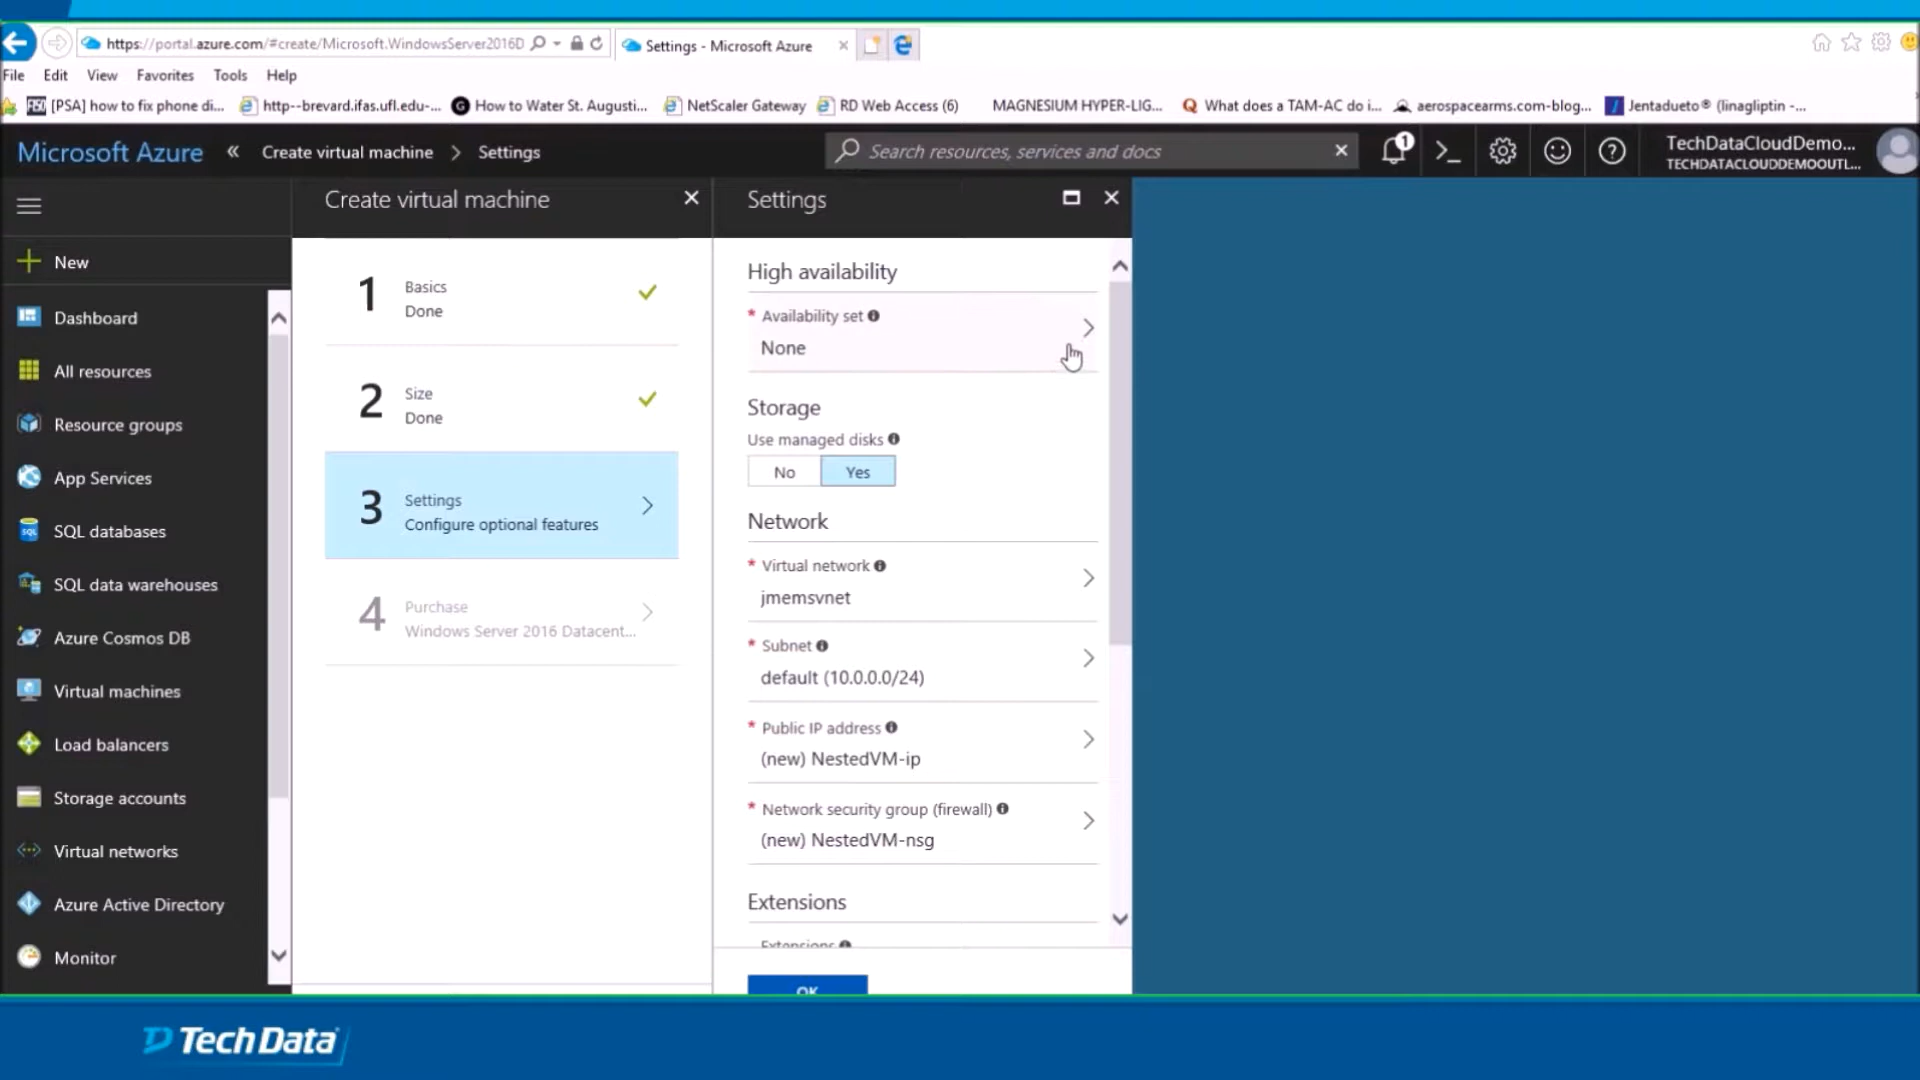 https://portal.azure.com/#create/Microsoft.WindowsServer2016D
Settings - Microsoft Azure
File Edit View Favorites Tools Help
[PSA] how to fix phone di...
http--brevard.ifas.ufl.edu-...
How to Water St. Augusti...
NetScaler Gateway
RD Web Access (6)
MAGNESIUM HYPER-LIG...
What does a TAM-AC do i...
aerospacearms.com-blog...
Jentadueto® (linagliptin -...
Microsoft Azure « Create virtual machine > Settings
Search resources, services and docs
1
TechDataCloudDemo...
TECHDATACLOUDDEMOOUTL...
New
Dashboard
All resources
Resource groups
App Services
SQL databases
SQL data warehouses
Azure Cosmos DB
Virtual machines
Load balancers
Storage accounts
Virtual networks
Azure Active Directory
Monitor
Create virtual machine
1 Basics
Done
2 Size
Done
3 Settings
Configure optional features
4 Purchase
Windows Server 2016 Datacent...
Settings
High availability
* Availability set
None
Storage
Use managed disks
No Yes
Network
* Virtual network
jmemsvnet
* Subnet
default (10.0.0.0/24)
* Public IP address
(new) NestedVM-ip
* Network security group (firewall)
(new) NestedVM-nsg
Extensions
Extensions
OK
Tech Data